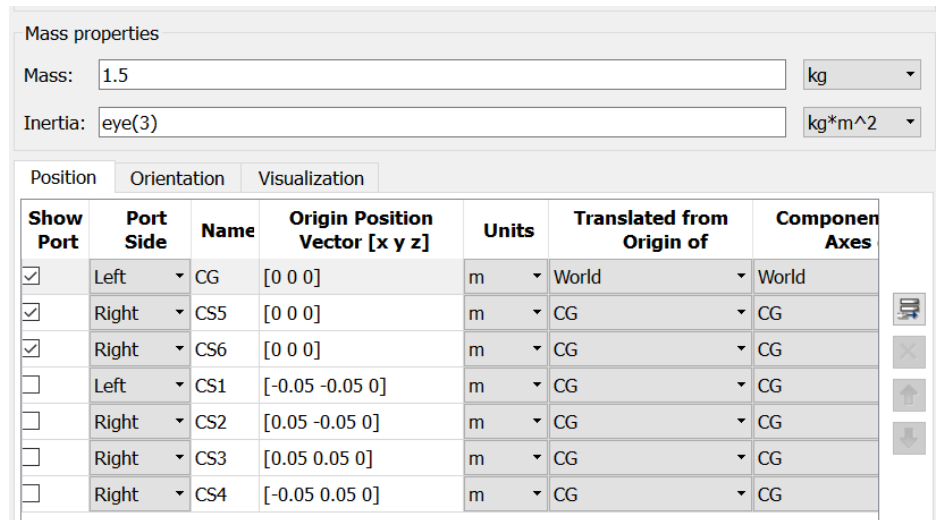 Mass properties
Mass: 1.5 kg
Inertia: eye(3) kg*m^2
Position Orientation Visualization
Show Port Port Side Name Origin Position Vector [x y z] Units Translated from Origin of Componen Axes
Left CG [0 0 0] m World World
Right CS5 [0 0 0] m CG CG
Right CS6 [0 0 0] m CG CG
Left CS1 [-0.05 -0.05 0] m CG CG
Right CS2 [0.05 -0.05 0] m CG CG
Right CS3 [0.05 0.05 0] m CG CG
Right CS4 [-0.05 0.05 0] m CG CG